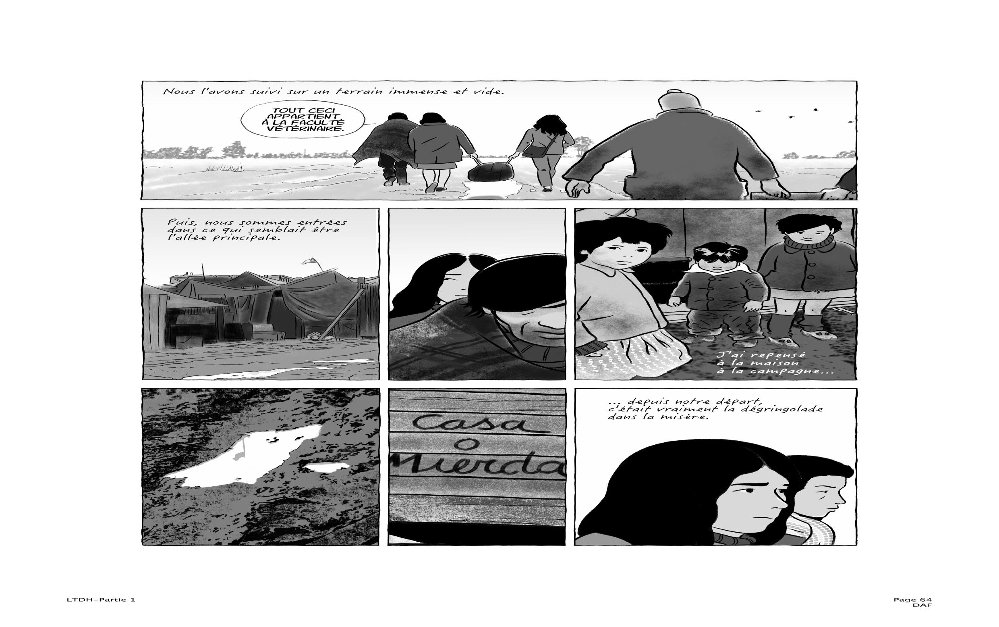 Nous l'avons suivi sur un terrain immense et vide.
TOUT CECI
APPARTIENT
À LA FACULTÉ
VÉTÉRINAIRE.
Puis, nous sommes entrées
dans ce qui semblait être
l'allée principale.
J'ai repensé
à la maison
à la campagne...
Casa
o
Mierda
... depuis notre départ,
c'était vraiment la dégringolade
dans la misère.
LTDH-Partie 1
Page 64
DAF